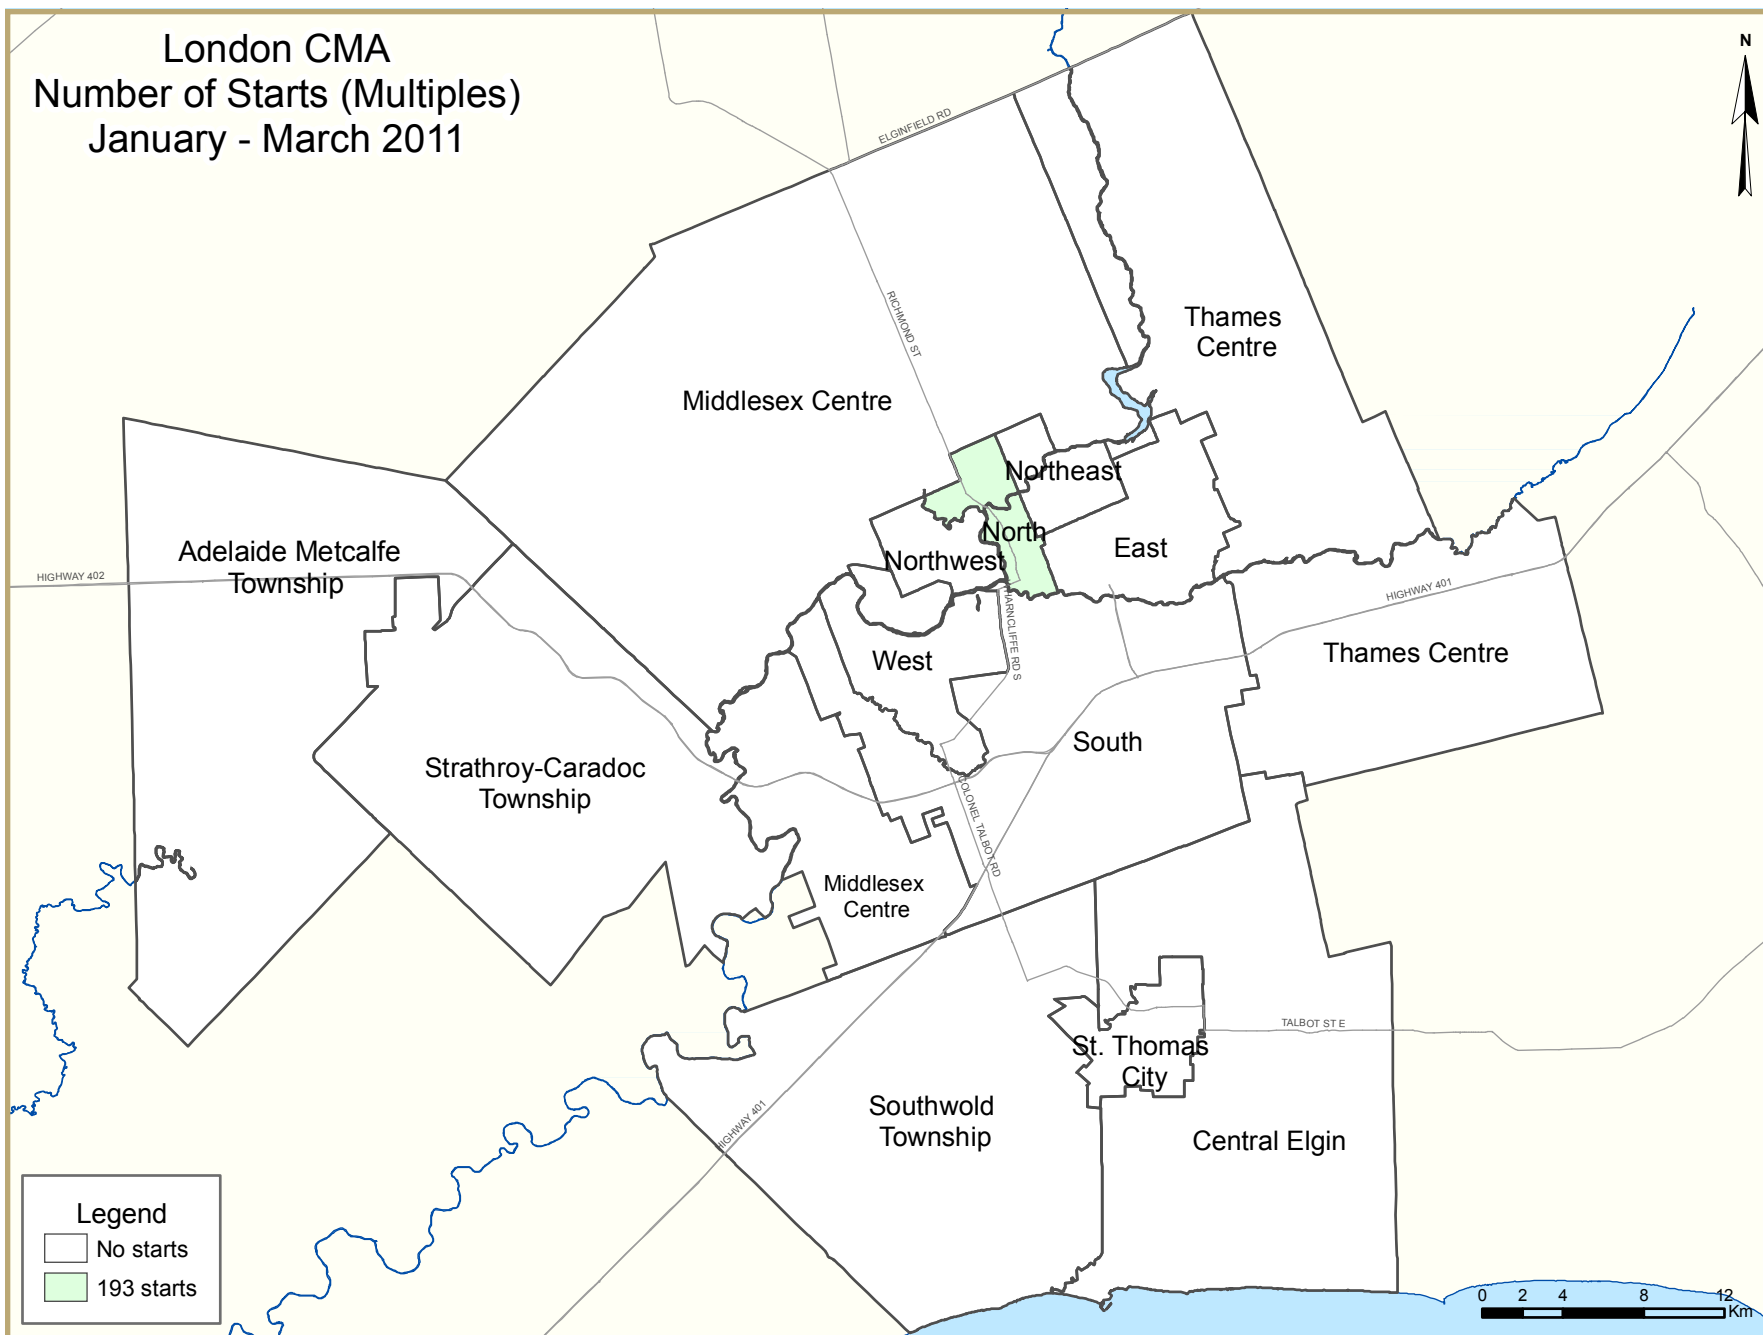 London CMA
Number of Starts (Multiples)
January - March 2011
N
ELGINFIELD RD
RICHMOND ST
Thames
Centre
Middlesex Centre
Northeast
North
East
Northwest
Adelaide Metcalfe
Township
HIGHWAY 402
HIGHWAY 401
WHARNCLIFFE RD S
West
Thames Centre
South
Strathroy-Caradoc
Township
COLONEL TALBOT RD
Middlesex
Centre
TALBOT ST E
St. Thomas
City
Southwold
Township
HIGHWAY 401
Central Elgin
Legend
No starts
193 starts
0 2 4 8 12
Km